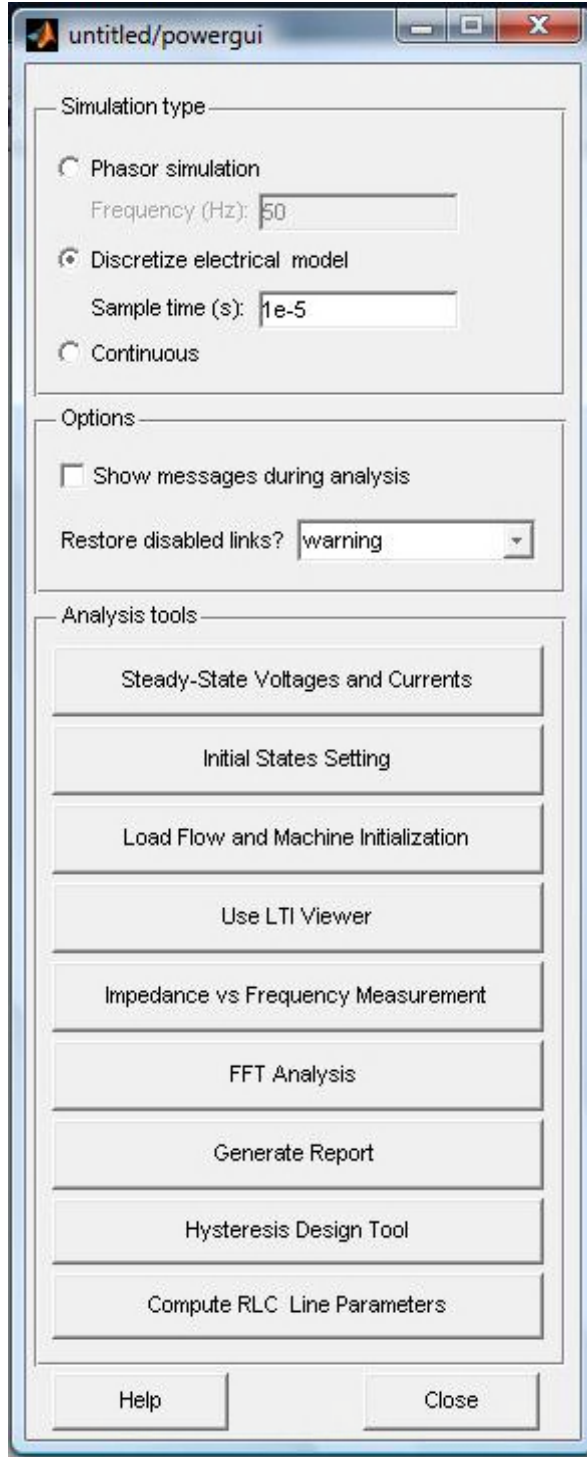 untitled/powergui
Simulation type
Phasor simulation
Frequency (Hz): 50
Discretize electrical model
Sample time (s): 1e-5
Continuous
Options
Show messages during analysis
Restore disabled links? warning
Analysis tools
Steady-State Voltages and Currents
Initial States Setting
Load Flow and Machine Initialization
Use LTI Viewer
Impedance vs Frequency Measurement
FFT Analysis
Generate Report
Hysteresis Design Tool
Compute RLC Line Parameters
Help Close